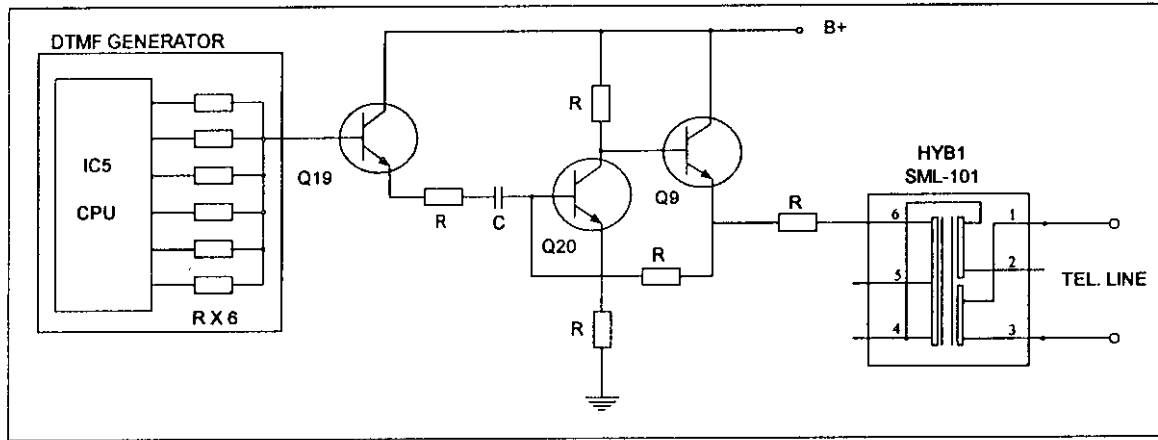 DTMF GENERATOR
IC5
CPU
R X 6
Q19
R
C
Q20
R
R
R
Q9
B+
R
HYB1
SML-101
6
5
4
1
2
3
TEL. LINE